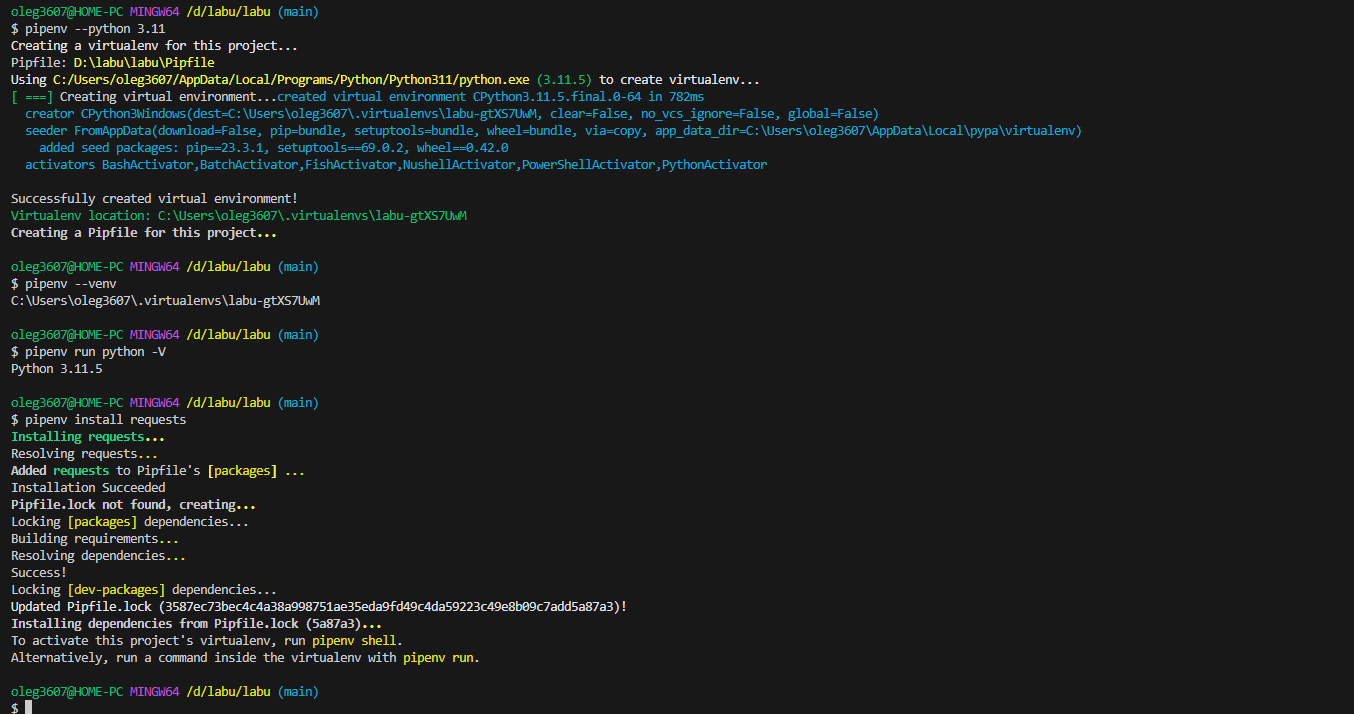 oleg3607@HOME-PC MINGW64 /d/labu/labu (main)
$ pipenv --python 3.11
Creating a virtualenv for this project...
Pipfile: D:\labu\labu\Pipfile
Using C:/Users/oleg3607/AppData/Local/Programs/Python/Python311/python.exe (3.11.5) to create virtualenv...
[ ===] Creating virtual environment...created virtual environment CPython3.11.5.final.0-64 in 782ms
  creator CPython3Windows(dest=C:\Users\oleg3607\.virtualenvs\labu-gtXS7UwM, clear=False, no_vcs_ignore=False, global=False)
  seeder FromAppData(download=False, pip=bundle, setuptools=bundle, wheel=bundle, via=copy, app_data_dir=C:\Users\oleg3607\AppData\Local\pypa\virtualenv)
    added seed packages: pip==23.3.1, setuptools==69.0.2, wheel==0.42.0
  activators BashActivator,BatchActivator,FishActivator,NushellActivator,PowerShellActivator,PythonActivator
Successfully created virtual environment!
Virtualenv location: C:\Users\oleg3607\.virtualenvs\labu-gtXS7UwM
Creating a Pipfile for this project...
oleg3607@HOME-PC MINGW64 /d/labu/labu (main)
$ pipenv --venv
C:\Users\oleg3607\.virtualenvs\labu-gtXS7UwM
oleg3607@HOME-PC MINGW64 /d/labu/labu (main)
$ pipenv run python -V
Python 3.11.5
oleg3607@HOME-PC MINGW64 /d/labu/labu (main)
$ pipenv install requests
Installing requests...
Resolving requests...
Added requests to Pipfile's [packages] ...
Installation Succeeded
Pipfile.lock not found, creating...
Locking [packages] dependencies...
Building requirements...
Resolving dependencies...
Success!
Locking [dev-packages] dependencies...
Updated Pipfile.lock (3587ec73bec4c4a38a998751ae35eda9fd49c4da59223c49e8b09c7add5a87a3)!
Installing dependencies from Pipfile.lock (5a87a3)...
To activate this project's virtualenv, run pipenv shell.
Alternatively, run a command inside the virtualenv with pipenv run.
oleg3607@HOME-PC MINGW64 /d/labu/labu (main)
$